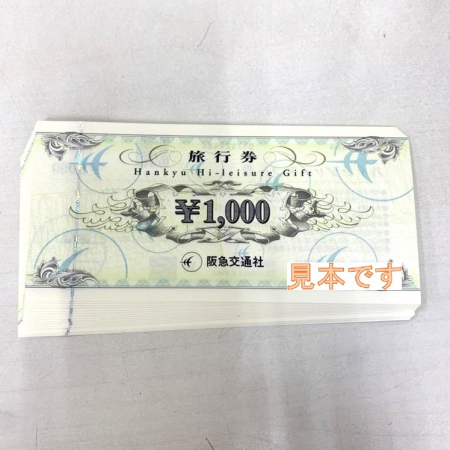 旅行券
Hankyu Hi-leisure Gift
¥1,000
阪急交通社
見本です